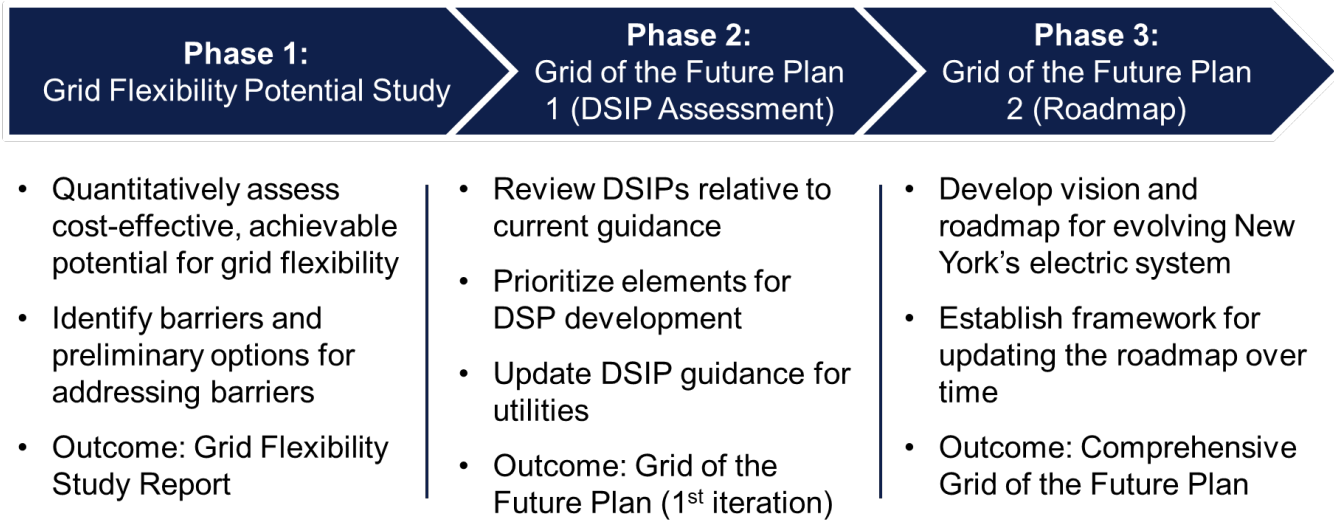 Phase 1:
Grid Flexibility Potential Study
Phase 2:
Grid of the Future Plan
1 (DSIP Assessment)
Phase 3:
Grid of the Future Plan
2 (Roadmap)
• Quantitatively assess
cost-effective, achievable
potential for grid flexibility
• Identify barriers and
preliminary options for
addressing barriers
• Outcome: Grid Flexibility
Study Report
• Review DSIPs relative to
current guidance
• Prioritize elements for
DSP development
• Update DSIP guidance for
utilities
• Outcome: Grid of the
Future Plan (1st iteration)
• Develop vision and
roadmap for evolving New
York’s electric system
• Establish framework for
updating the roadmap over
time
• Outcome: Comprehensive
Grid of the Future Plan